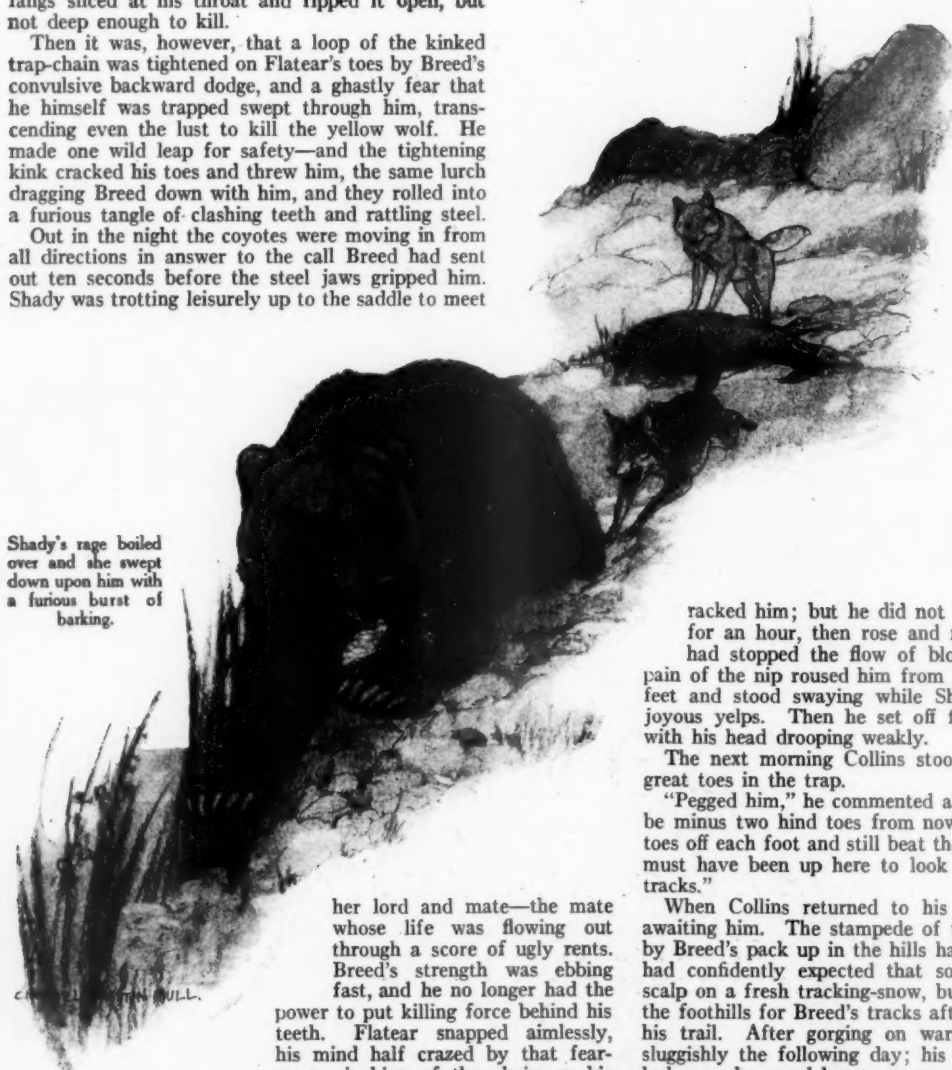 fangs sliced at his throat and ripped it open, but
not deep enough to kill.
Then it was, however, that a loop of the kinked
trap-chain was tightened on Flatear's toes by Breed's
convulsive backward dodge, and a ghastly fear that
he himself was trapped swept through him, trans-
cending even the lust to kill the yellow wolf. He
made one wild leap for safety—and the tightening
kink cracked his toes and threw him, the same lurch
dragging Breed down with him, and they rolled into
a furious tangle of clashing teeth and rattling steel.
Out in the night the coyotes were moving in from
all directions in answer to the call Breed had sent
out ten seconds before the steel jaws gripped him.
Shady was trotting leisurely up to the saddle to meet
Shady's rage boiled
over and she swept
down upon him with
a furious burst of
barking.
her lord and mate—the mate
whose life was flowing out
through a score of ugly rents.
Breed's strength was ebbing
fast, and he no longer had the
power to put killing force behind his
teeth. Flatear snapped aimlessly,
his mind half crazed by that fear-
BULL.
racked him; but he did not
for an hour, then rose and
had stopped the flow of
pain of the nip roused him from
feet and stood swaying while
joyous yelps. Then he set off
with his head drooping weakly.
The next morning Collins
great toes in the trap.
"Pegged him," he commented
be minus two hind toes from
toes off each foot and still beat
must have been up here to look
tracks."
When Collins returned to his
awaiting him. The stampede of
by Breed's pack up in the hills
had confidently expected that
scalp on a fresh tracking-snow,
the foothills for Breed's tracks
his trail. After gorging on
sluggishly the following day; his